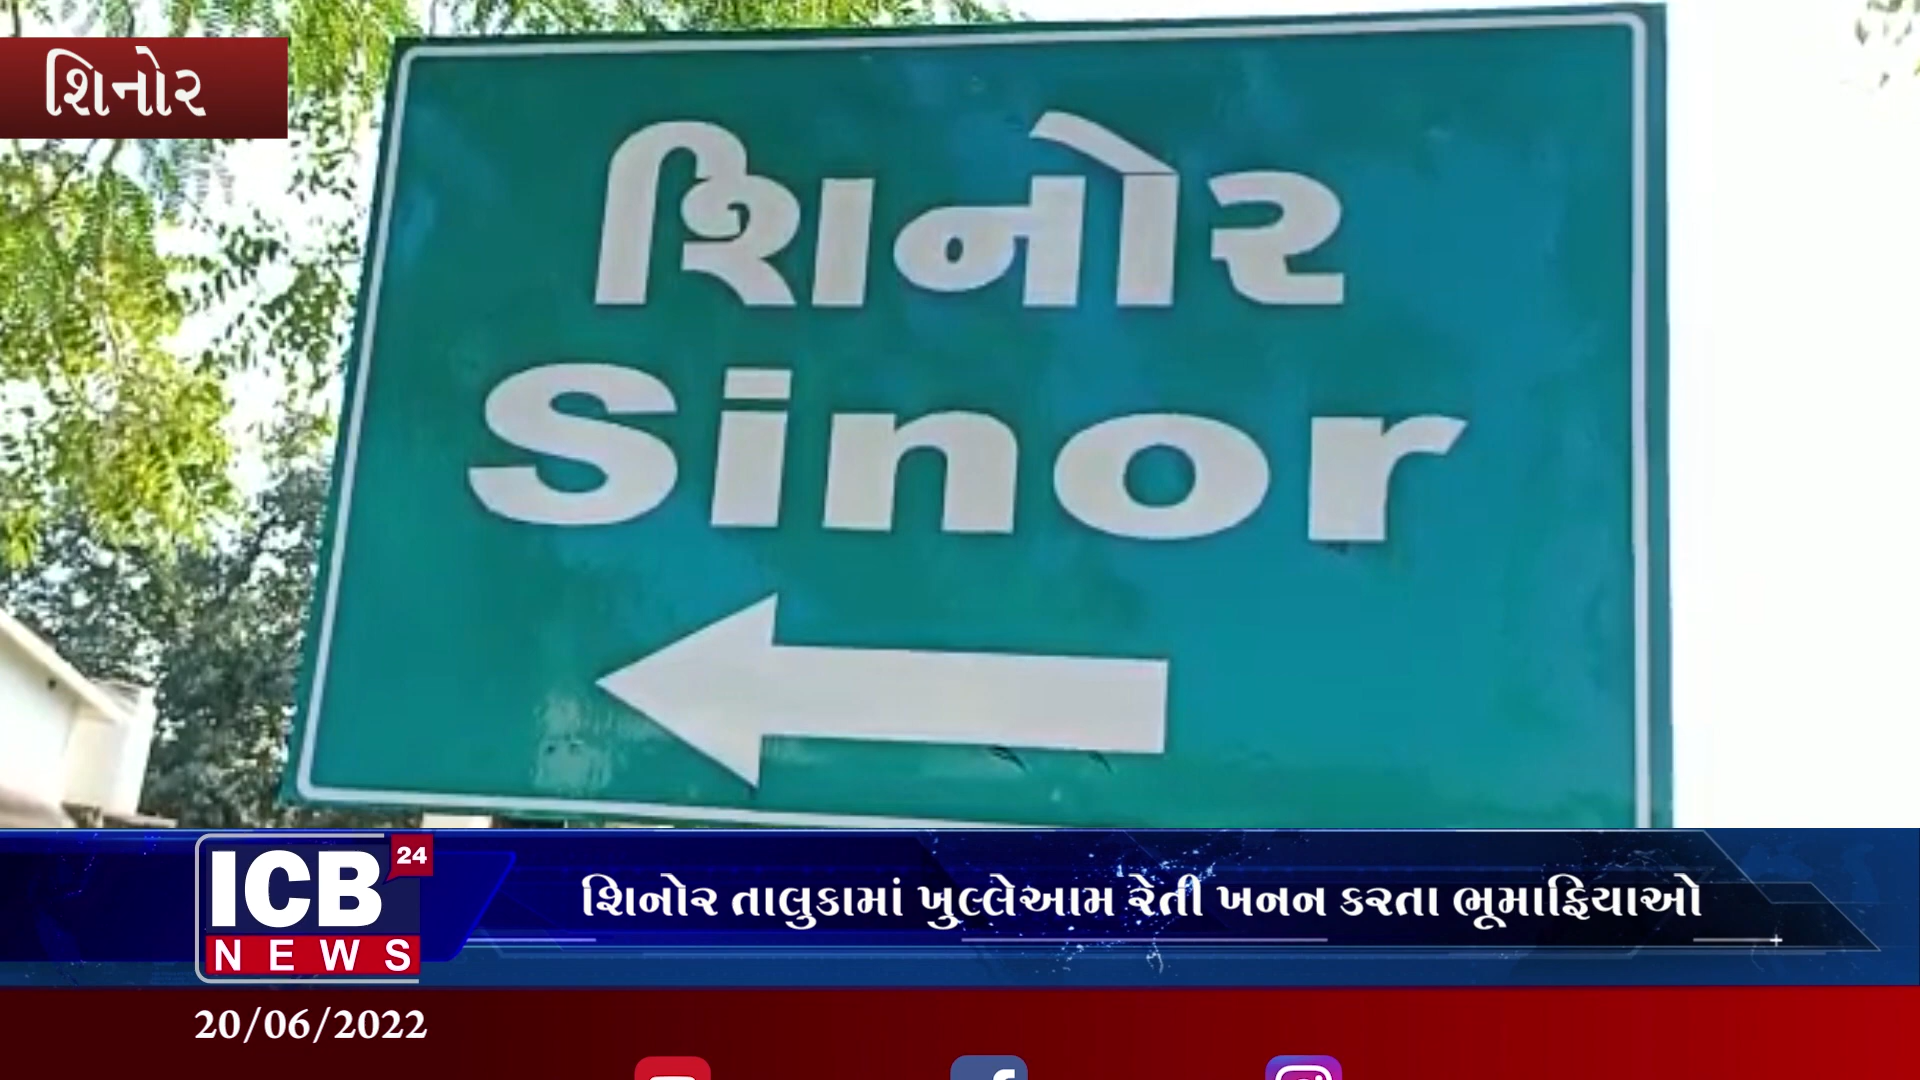 શિનોર
શિનોર
Sinor
ICB 24
NEWS
શિનોર તાલુકામાં ખુલ્લેઆમ રેતી ખનન કરતા ભૂમાફિયાઓ
20/06/2022